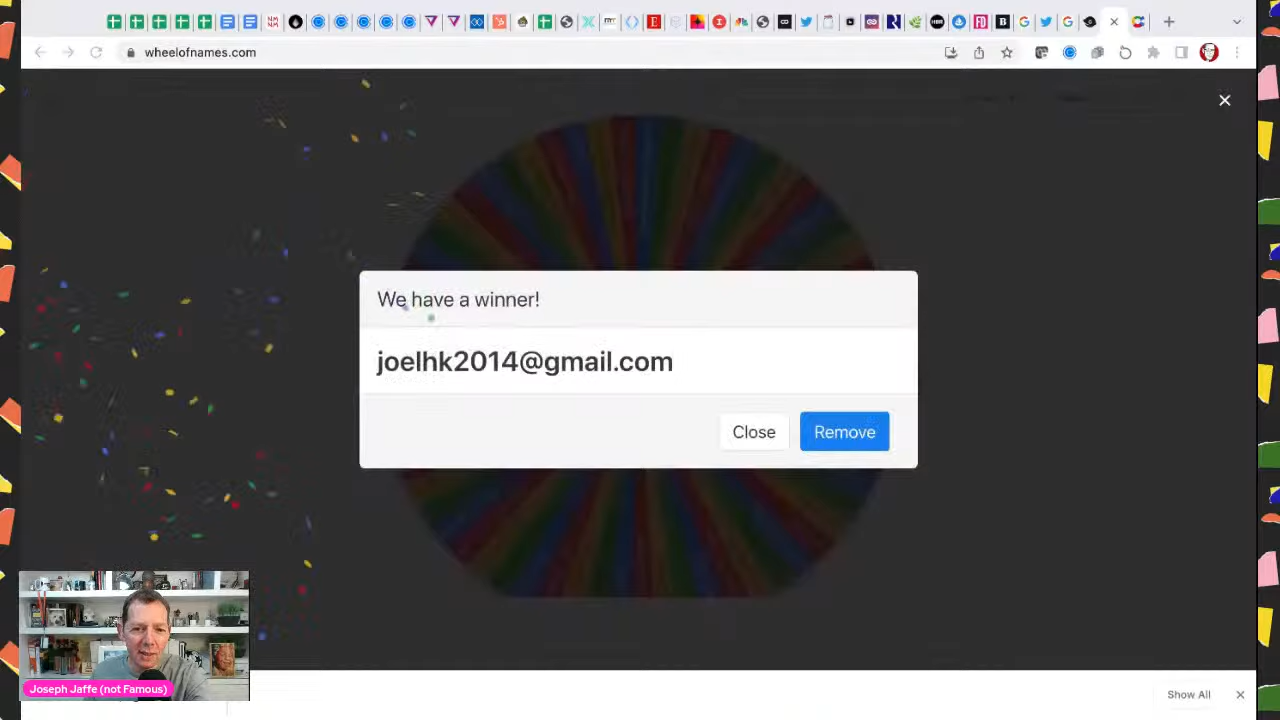 wheelofnames.com
We have a winner!
joelhk2014@gmail.com
Close
Remove
Joseph Jaffe (not Famous)
Show All